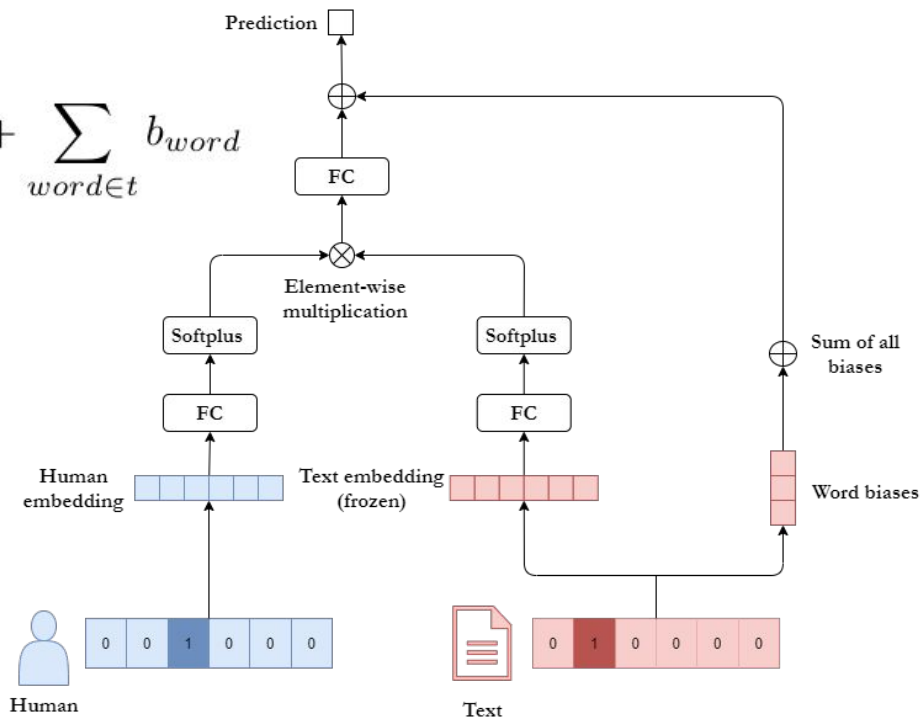 Prediction
+ ∑ b_word
word∈t
FC
Element-wise
multiplication
Softplus
Softplus
Sum of all
biases
FC
FC
Human
embedding
Text embedding
(frozen)
Word biases
0 0 1 0 0 0
0 1 0 0 0 0
Human
Text